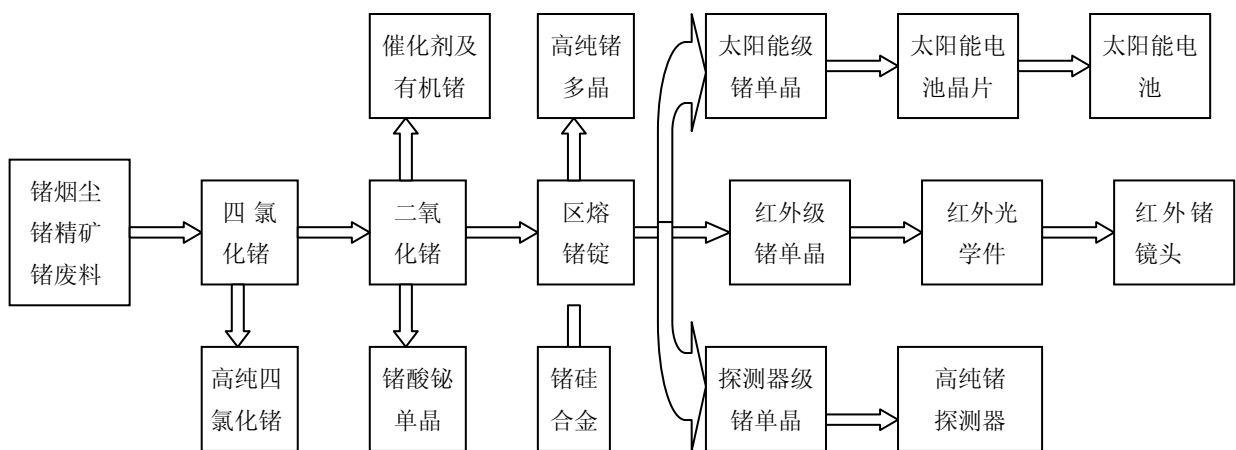 催化剂及
有机锗
高纯锗
多晶
太阳能级
锗单晶
太阳能电
池晶片
太阳能电
池
锗烟尘
锗精矿
锗废料
四氯
化锗
二氧
化锗
区熔
锗锭
红外级
锗单晶
红外光
学件
红外锗
镜头
高纯四
氯化锗
锗酸铋
单晶
锗硅
合金
探测器级
锗单晶
高纯锗
探测器